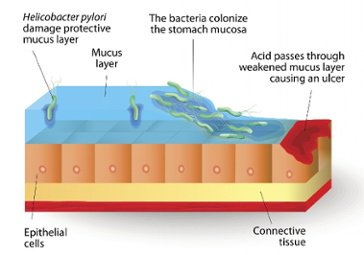 Helicobacter pylori
damage protective
mucus layer
Mucus
layer
The bacteria colonize
the stomach mucosa
Acid passes through
weakened mucus layer
causing an ulcer
Epithelial
cells
Connective
tissue